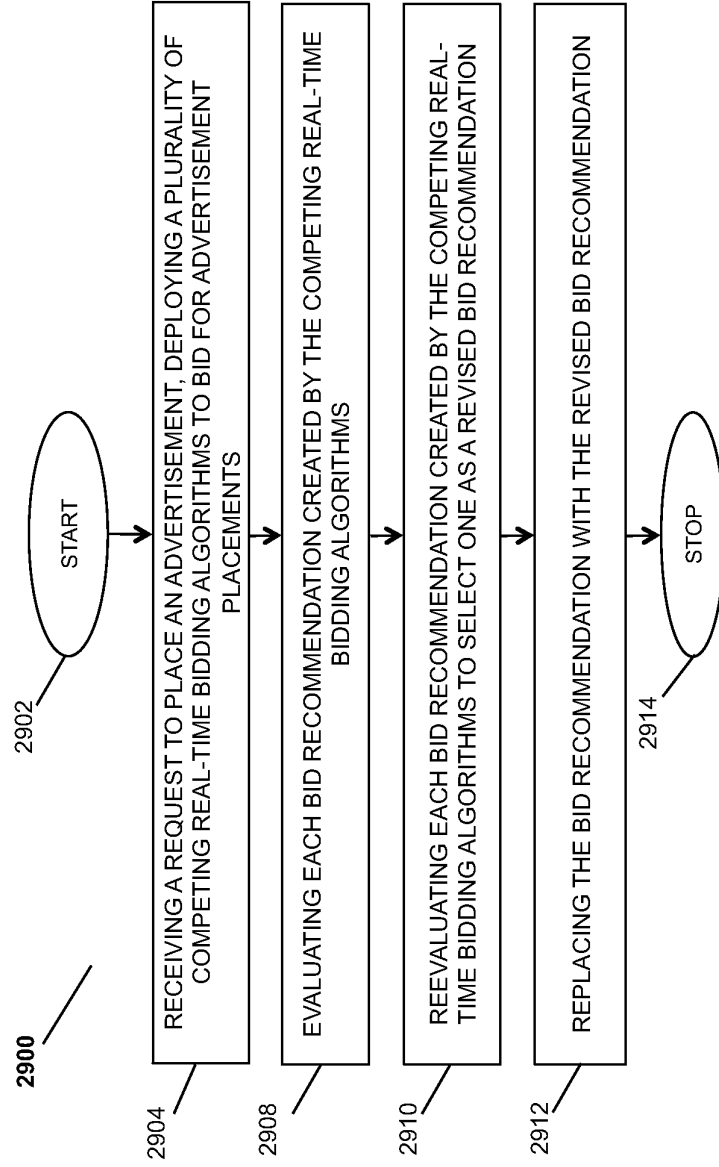 2900
2902
START
2904
RECEIVING A REQUEST TO PLACE AN ADVERTISEMENT, DEPLOYING A PLURALITY OF
COMPETING REAL-TIME BIDDING ALGORITHMS TO BID FOR ADVERTISEMENT
PLACEMENTS
2908
EVALUATING EACH BID RECOMMENDATION CREATED BY THE COMPETING REAL-TIME
BIDDING ALGORITHMS
2910
REEVALUATING EACH BID RECOMMENDATION CREATED BY THE COMPETING REAL-
TIME BIDDING ALGORITHMS TO SELECT ONE AS A REVISED BID RECOMMENDATION
2912
REPLACING THE BID RECOMMENDATION WITH THE REVISED BID RECOMMENDATION
2914
STOP